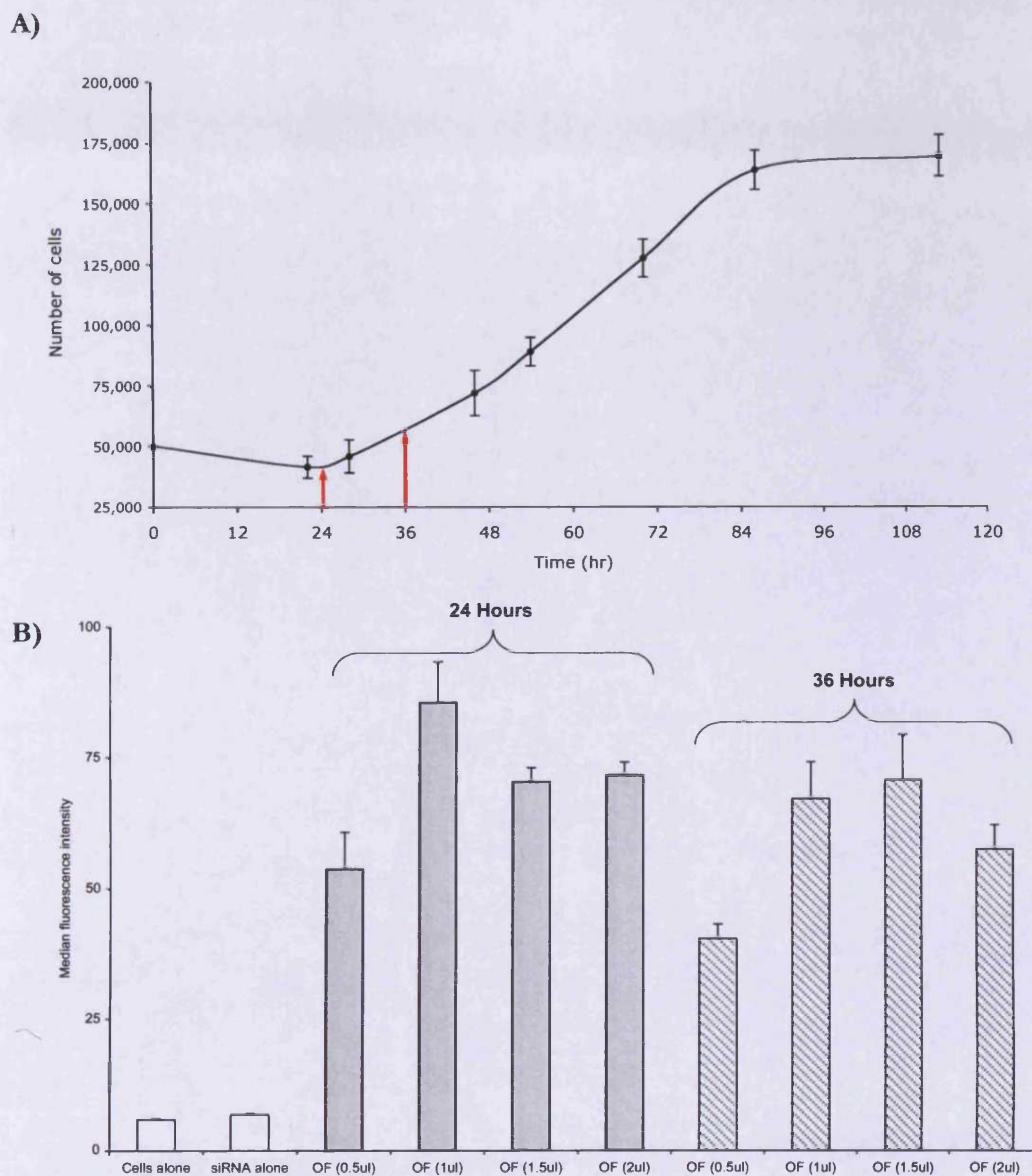 A)
200,000
175,000
150,000
125,000
100,000
75,000
50,000
25,000
Number of cells
0 12 24 36 48 60 72 84 96 108 120
Time (hr)
B)
24 Hours
36 Hours
100
75
50
25
0
Median fluorescence intensity
Cells alone siRNA alone OF (0.5ul) OF (1ul) OF (1.5ul) OF (2ul) OF (0.5ul) OF (1ul) OF (1.5ul) OF (2ul)